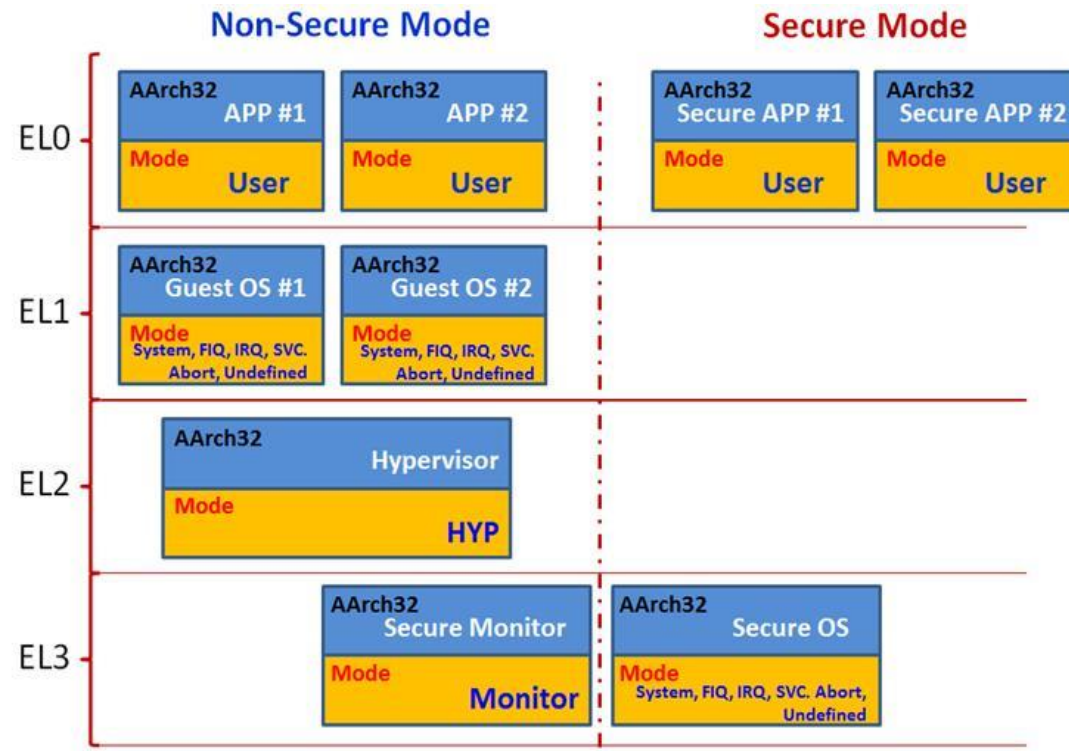 Non-Secure Mode
Secure Mode
EL0
AArch32
APP #1
Mode
User
AArch32
APP #2
Mode
User
AArch32
Secure APP #1
Mode
User
AArch32
Secure APP #2
Mode
User
EL1
AArch32
Guest OS #1
Mode
System, FIQ, IRQ, SVC.
Abort, Undefined
AArch32
Guest OS #2
Mode
System, FIQ, IRQ, SVC.
Abort, Undefined
EL2
AArch32
Hypervisor
Mode
HYP
EL3
AArch32
Secure Monitor
Mode
Monitor
AArch32
Secure OS
Mode
System, FIQ, IRQ, SVC. Abort,
Undefined